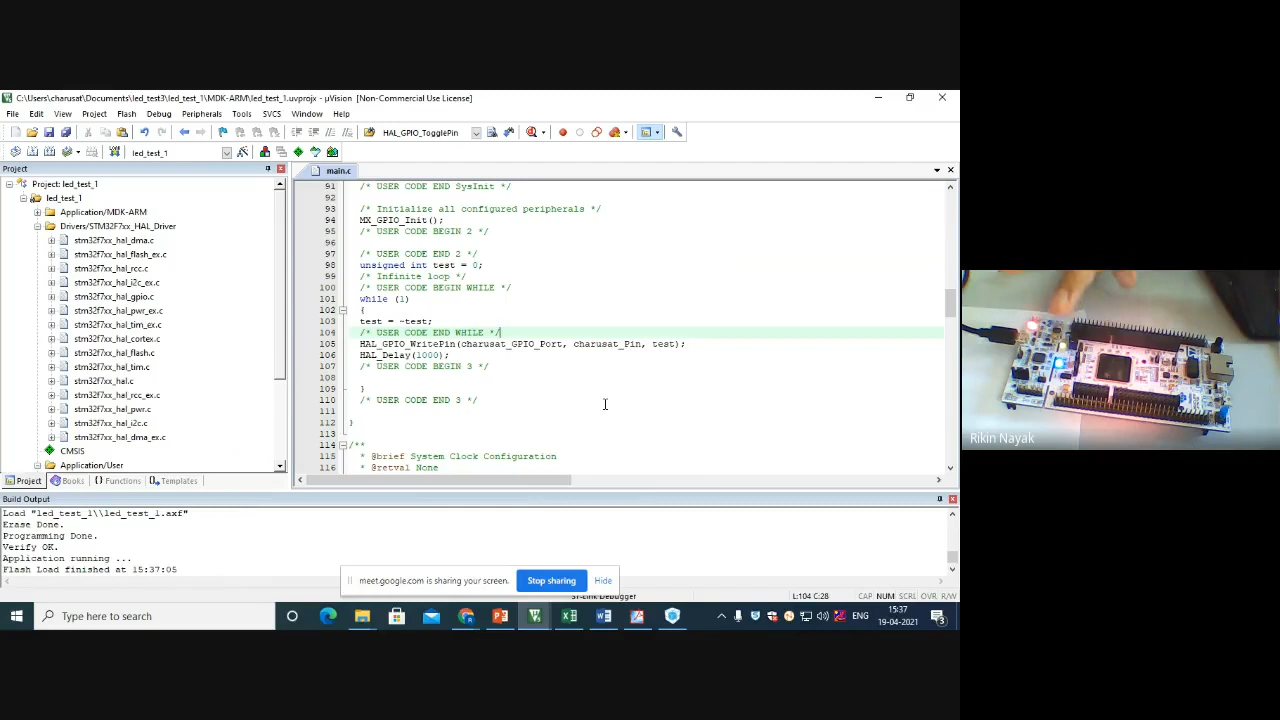 C:\Users\charusat\Documents\led_test3\led_test_1\MDK-ARM\led_test_1.uvprojx - µVision [Non-Commercial Use License]
File Edit View Project Flash Debug Peripherals Tools SVCS Window Help
HAL_GPIO_TogglePin
led_test_1
Project
main.c
Project: led_test_1
led_test_1
Application/MDK-ARM
Drivers/STM32F7xx_HAL_Driver
stm32f7xx_hal_dma.c
stm32f7xx_hal_flash_ex.c
stm32f7xx_hal_rcc.c
stm32f7xx_hal_i2c_ex.c
stm32f7xx_hal_gpio.c
stm32f7xx_hal_pwr_ex.c
stm32f7xx_hal_tim_ex.c
stm32f7xx_hal_cortex.c
stm32f7xx_hal_flash.c
stm32f7xx_hal_tim.c
stm32f7xx_hal.c
stm32f7xx_hal_rcc_ex.c
stm32f7xx_hal_pwr.c
stm32f7xx_hal_i2c.c
stm32f7xx_hal_dma_ex.c
CMSIS
Application/User
Project Books {} Functions Templates
91 /* USER CODE END SysInit */
92
93 /* Initialize all configured peripherals */
94 MX_GPIO_Init();
95 /* USER CODE BEGIN 2 */
96
97 /* USER CODE END 2 */
98 unsigned int test = 0;
99 /* Infinite loop */
100 /* USER CODE BEGIN WHILE */
101 while (1)
102 {
103 test = ~test;
104 /* USER CODE END WHILE */
105 HAL_GPIO_WritePin(charusat_GPIO_Port, charusat_Pin, test);
106 HAL_Delay(1000);
107 /* USER CODE BEGIN 3 */
108
109 }
110 /* USER CODE END 3 */
111
112 }
113
114 /**
115 * @brief System Clock Configuration
116 * @retval None
Build Output
Load "led_test_1\\led_test_1.axf"
Erase Done.
Programming Done.
Verify OK.
Application running ...
Flash Load finished at 15:37:05
meet.google.com is sharing your screen. Stop sharing Hide
ST-Link Debugger L:104 C:28 CAP NUM SCRL OVR R/W
Type here to search
ENG
15:37
19-04-2021
3
Rikin Nayak